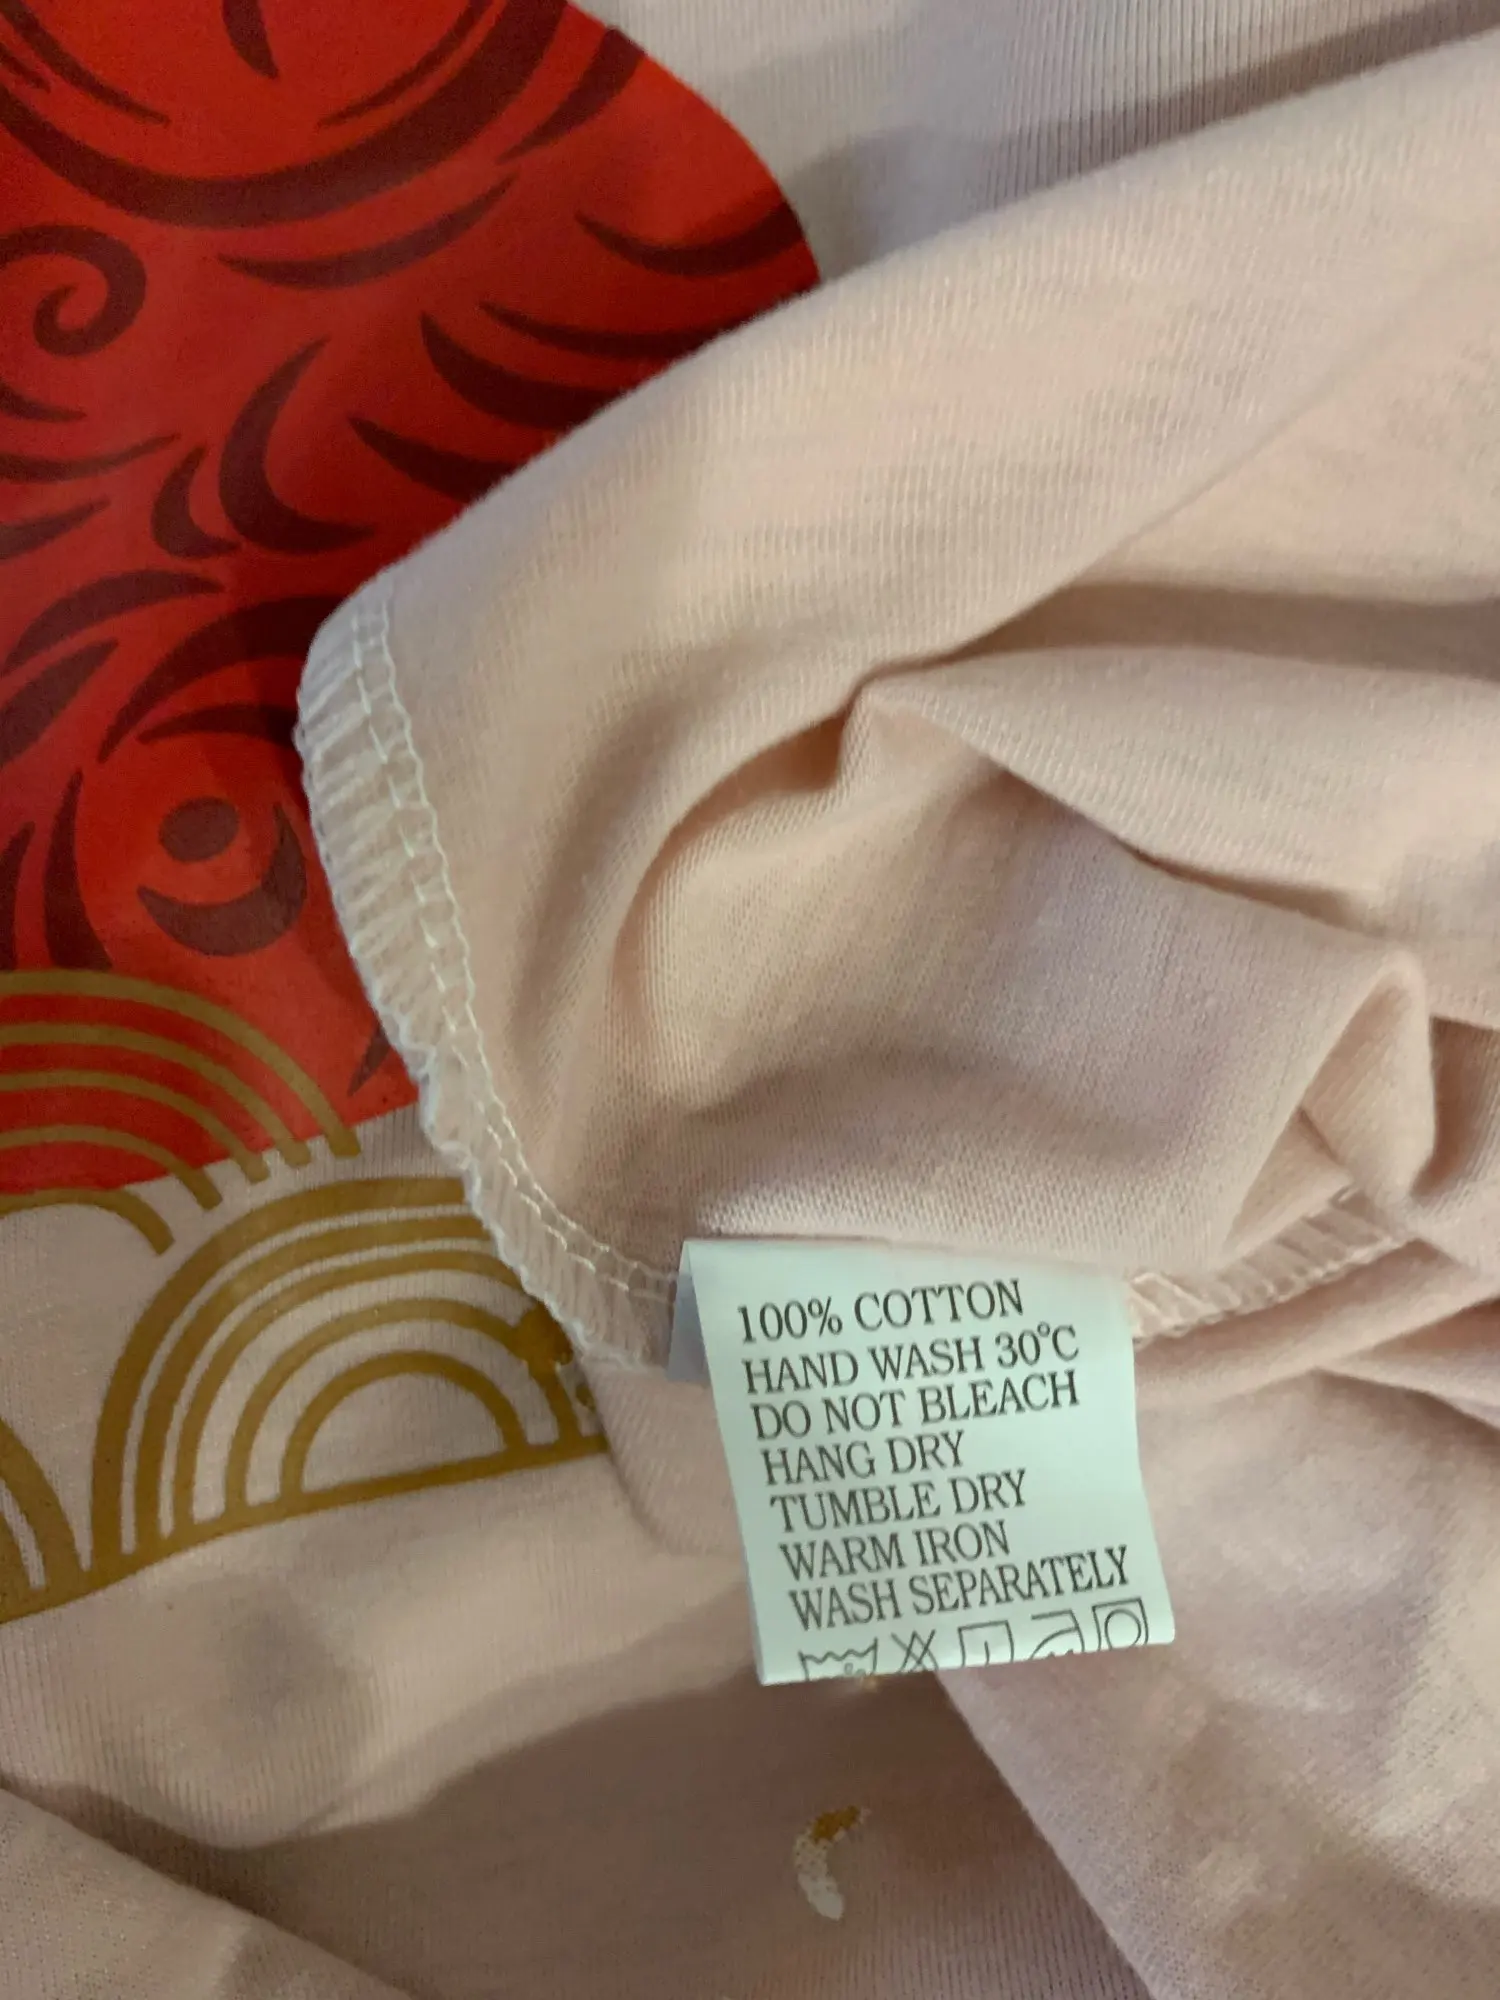 100% COTTON
HAND WASH 30°C
DO NOT BLEACH
HANG DRY
TUMBLE DRY
WARM IRON
WASH SEPARATELY